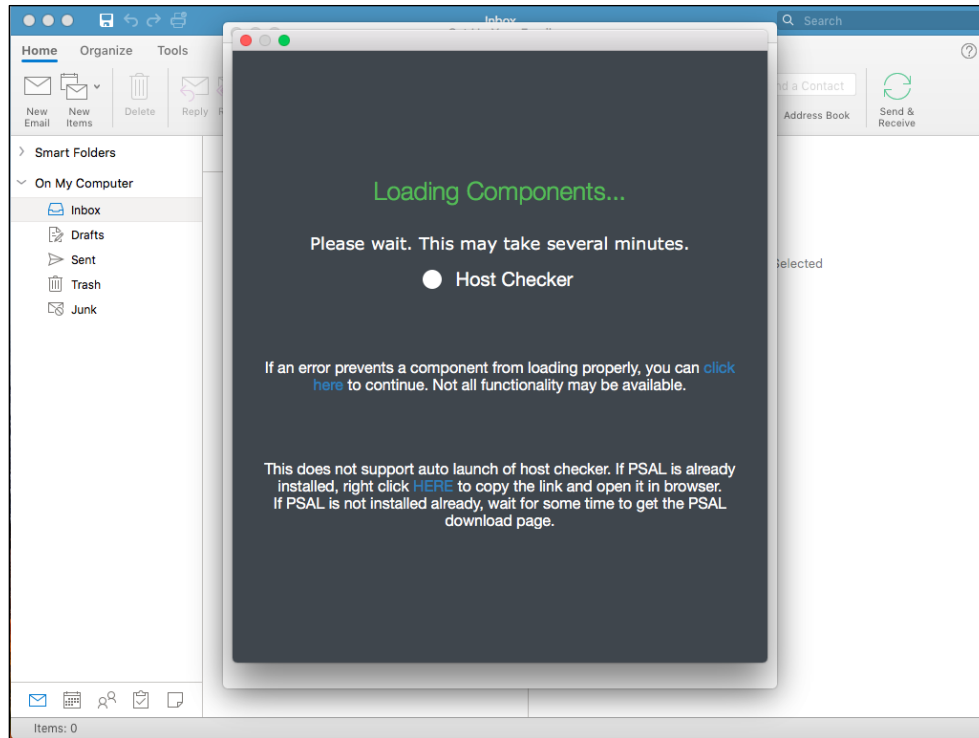 Inbox
Search
Home Organize Tools
New Email
New Items
Delete
Reply
nd a Contact
Address Book
Send & Receive
Smart Folders
On My Computer
Inbox
Drafts
Sent
Trash
Junk
Selected
Loading Components...
Please wait. This may take several minutes.
Host Checker
If an error prevents a component from loading properly, you can click
here to continue. Not all functionality may be available.
This does not support auto launch of host checker. If PSAL is already
installed, right click HERE to copy the link and open it in browser.
If PSAL is not installed already, wait for some time to get the PSAL
download page.
Items: 0